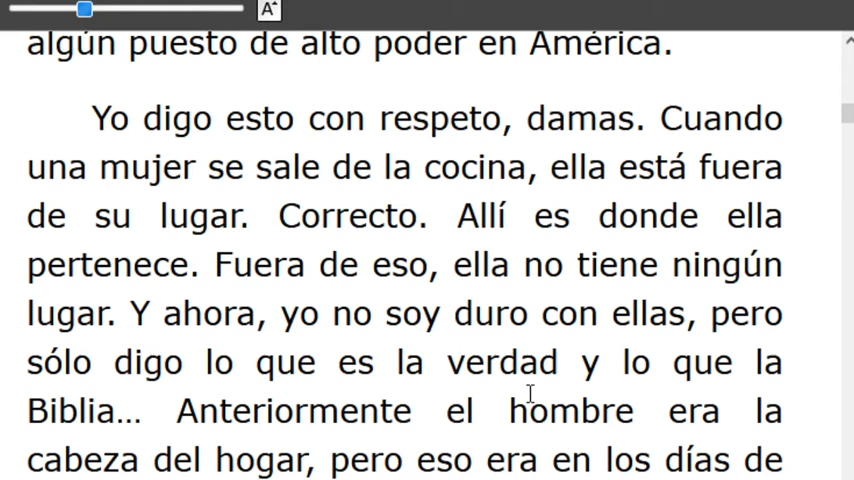 A
algún puesto de alto poder en América.
Yo digo esto con respeto, damas. Cuando
una mujer se sale de la cocina, ella está fuera
de su lugar. Correcto. Allí es donde ella
pertenece. Fuera de eso, ella no tiene ningún
lugar. Y ahora, yo no soy duro con ellas, pero
sólo digo lo que es la verdad y lo que la
Biblia... Anteriormente el hombre era la
cabeza del hogar, pero eso era en los días de